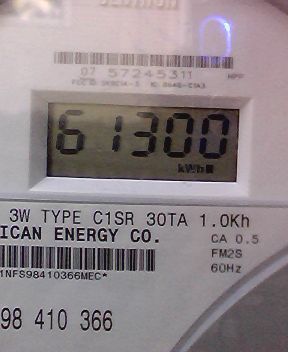 07 57245311
61300
kWh
3W TYPE C1SR 30TA 1.0Kh
ICAN ENERGY CO.
CA 0.5
FM2S
60Hz
1NFS98410366MEC*
98 410 366